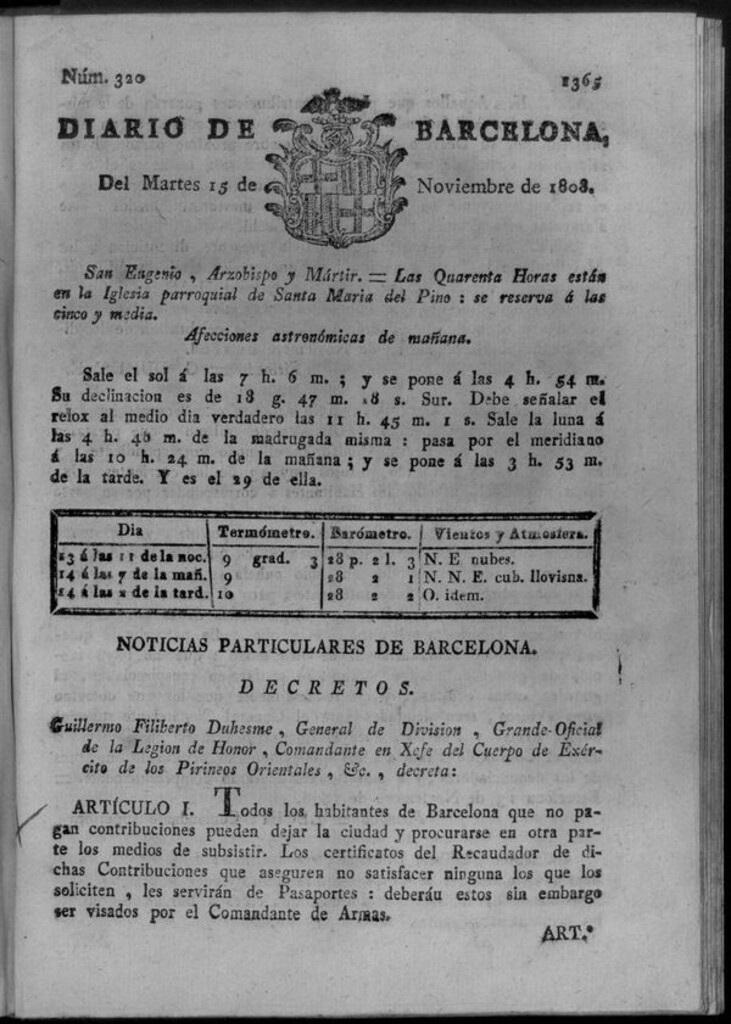 Núm. 320 1365
DIARIO DE BARCELONA,
Del Martes 15 de Noviembre de 1808.
San Eugenio , Arzobispo y Mártir. = Las Quarenta Horas están
en la Iglesia parroquial de Santa Maria del Pino : se reserva á las
cinco y media.
Afecciones astronómicas de mañana.
Sale el sol á las 7 h. 6 m. ; y se pone á las 4 h. 54 m.
Su declinacion es de 18 g. 47 m. 18 s. Sur. Debe señalar el
relox al medio dia verdadero las 11 h. 45 m. 1 s. Sale la luna á
las 4 h. 48 m. de la madrugada misma : pasa por el meridiano
á las 10 h. 24 m. de la mañana ; y se pone á las 3 h. 53 m.
de la tarde. Y es el 29 de ella.
Dia Termómetro. Barómetro. Vientos y Atmosfera.
13 á las 11 de la noc. 9 grad. 3 28 p. 2 l. 3 N. E nubes.
14 á las 7 de la mañ. 9 28 2 1 N. N. E. cub. llovisna.
14 á las 2 de la tard. 10 28 2 2 O. idem.
NOTICIAS PARTICULARES DE BARCELONA.
DECRETOS.
Guillermo Filiberto Duhesme , General de Division , Grande-Oficial
de la Legion de Honor , Comandante en Xefe del Cuerpo de Exér-
cito de los Pirineos Orientales , &c. , decreta:
ARTÍCULO I. Todos los habitantes de Barcelona que no pa-
gan contribuciones pueden dejar la ciudad y procurarse en otra par-
te los medios de subsistir. Los certificatos del Recaudador de di-
chas Contribuciones que aseguren no satisfacer ninguna los que los
soliciten , les servirán de Pasaportes : deberáu estos sin embargo
ser visados por el Comandante de Armas.
ART.º